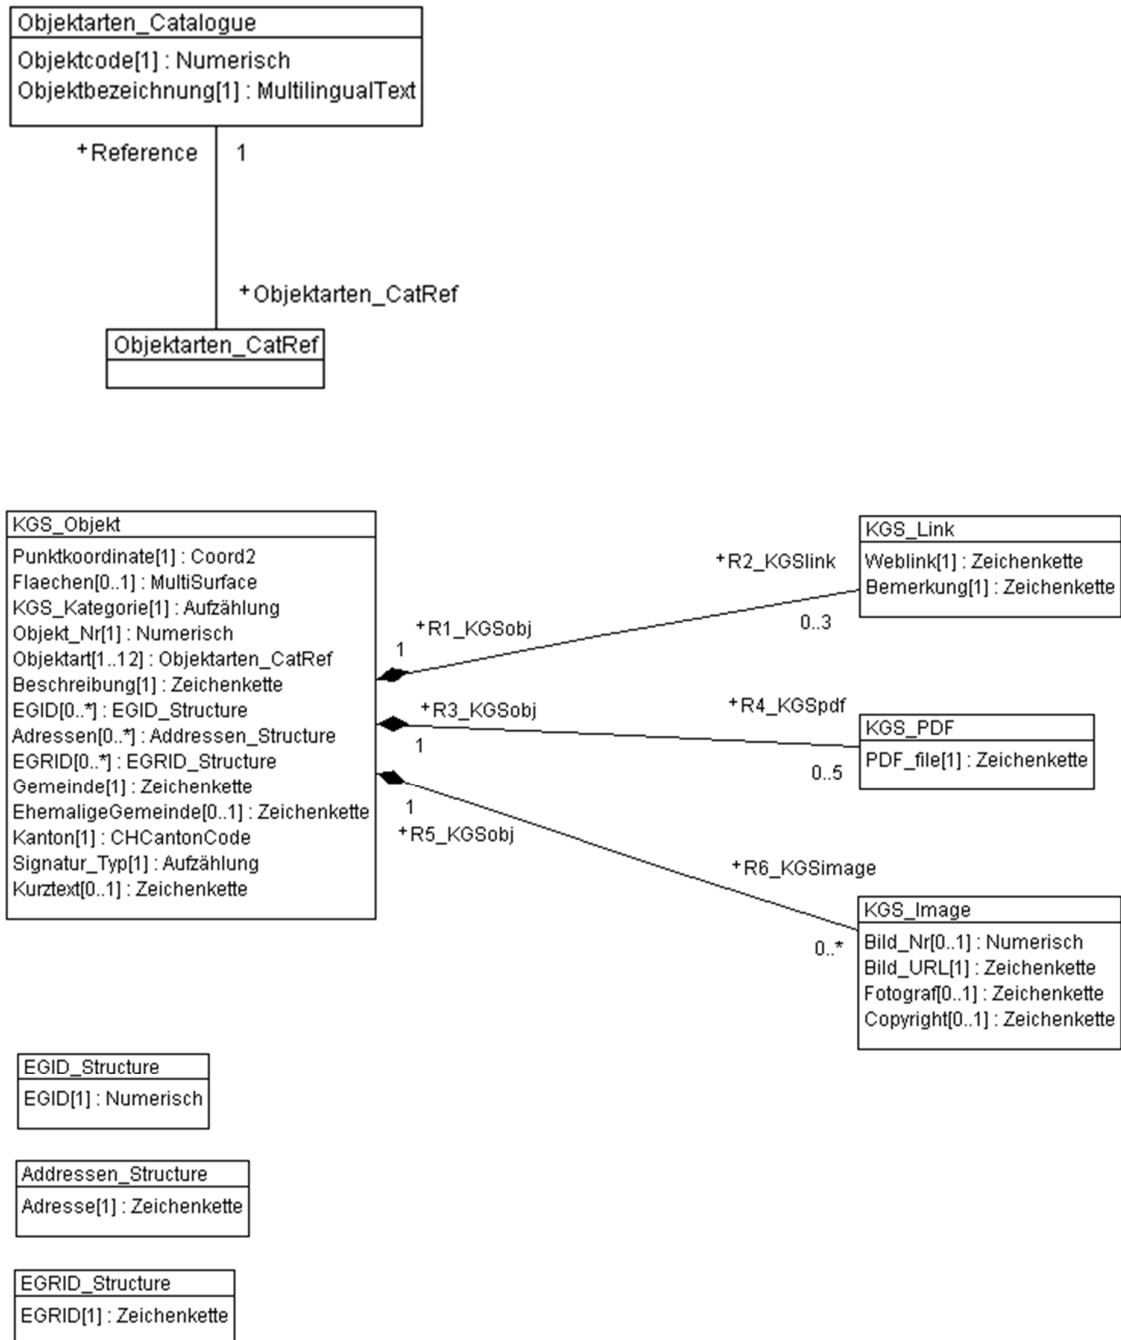 Objektarten_Catalogue
Objektcode[1] : Numerisch
Objektbezeichnung[1] : MultilingualText
+Reference 1
+Objektarten_CatRef
Objektarten_CatRef
KGS_Objekt
Punktkoordinate[1] : Coord2
Flaechen[0..1] : MultiSurface
KGS_Kategorie[1] : Aufzählung
Objekt_Nr[1] : Numerisch
Objektart[1..12] : Objektarten_CatRef
Beschreibung[1] : Zeichenkette
EGID[0..*] : EGID_Structure
Adressen[0..*] : Addressen_Structure
EGRID[0..*] : EGRID_Structure
Gemeinde[1] : Zeichenkette
EhemaligeGemeinde[0..1] : Zeichenkette
Kanton[1] : CHCantonCode
Signatur_Typ[1] : Aufzählung
Kurztext[0..1] : Zeichenkette
+R1_KGSobj
1
+R2_KGSlink
0..3
KGS_Link
Weblink[1] : Zeichenkette
Bemerkung[1] : Zeichenkette
+R3_KGSobj
1
+R4_KGSpdf
0..5
KGS_PDF
PDF_file[1] : Zeichenkette
1
+R5_KGSobj
+R6_KGSimage
0..*
KGS_Image
Bild_Nr[0..1] : Numerisch
Bild_URL[1] : Zeichenkette
Fotograf[0..1] : Zeichenkette
Copyright[0..1] : Zeichenkette
EGID_Structure
EGID[1] : Numerisch
Addressen_Structure
Adresse[1] : Zeichenkette
EGRID_Structure
EGRID[1] : Zeichenkette